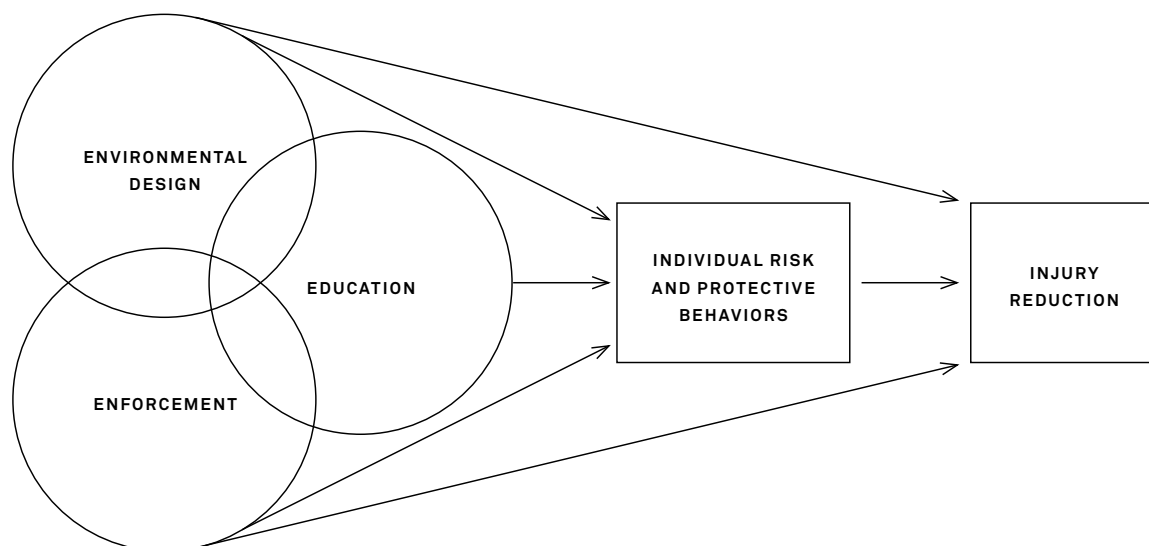 ENVIRONMENTAL
DESIGN
EDUCATION
ENFORCEMENT
INDIVIDUAL RISK
AND PROTECTIVE
BEHAVIORS
INJURY
REDUCTION